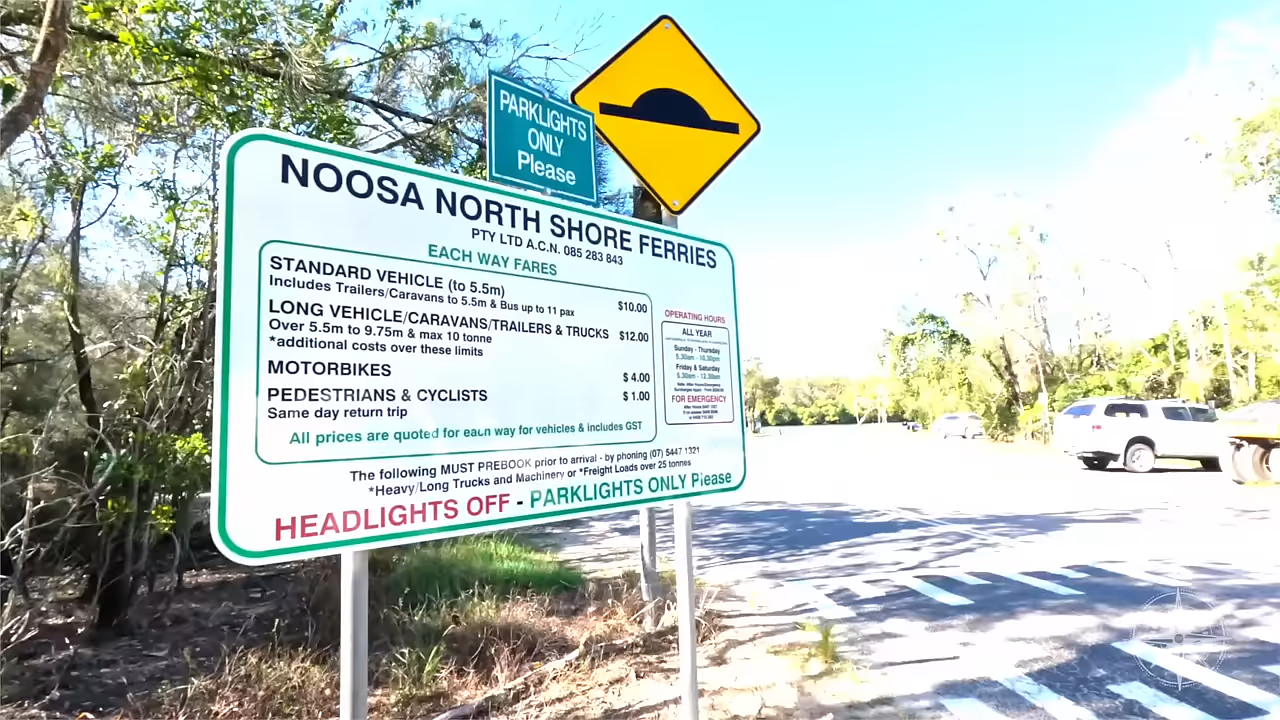 PARKLIGHTS
ONLY
Please
NOOSA NORTH SHORE FERRIES
PTY LTD A.C.N. 085 283 843
EACH WAY FARES
STANDARD VEHICLE (to 5.5m)
Includes Trailers/Caravans to 5.5m & Bus up to 11 pax $10.00
LONG VEHICLE/CARAVANS/TRAILERS & TRUCKS $12.00
Over 5.5m to 9.75m & max 10 tonne
*additional costs over these limits
MOTORBIKES $ 4.00
PEDESTRIANS & CYCLISTS $ 1.00
Same day return trip
All prices are quoted for each way for vehicles & includes GST
OPERATING HOURS
ALL YEAR
Sunday - Thursday
5.30am - 10.30pm
Friday & Saturday
5.30am - 12.30am
FOR EMERGENCY
The following MUST PREBOOK prior to arrival - by phoning (07) 5447 1321
*Heavy/Long Trucks and Machinery or *Freight Loads over 25 tonnes
HEADLIGHTS OFF - PARKLIGHTS ONLY Please